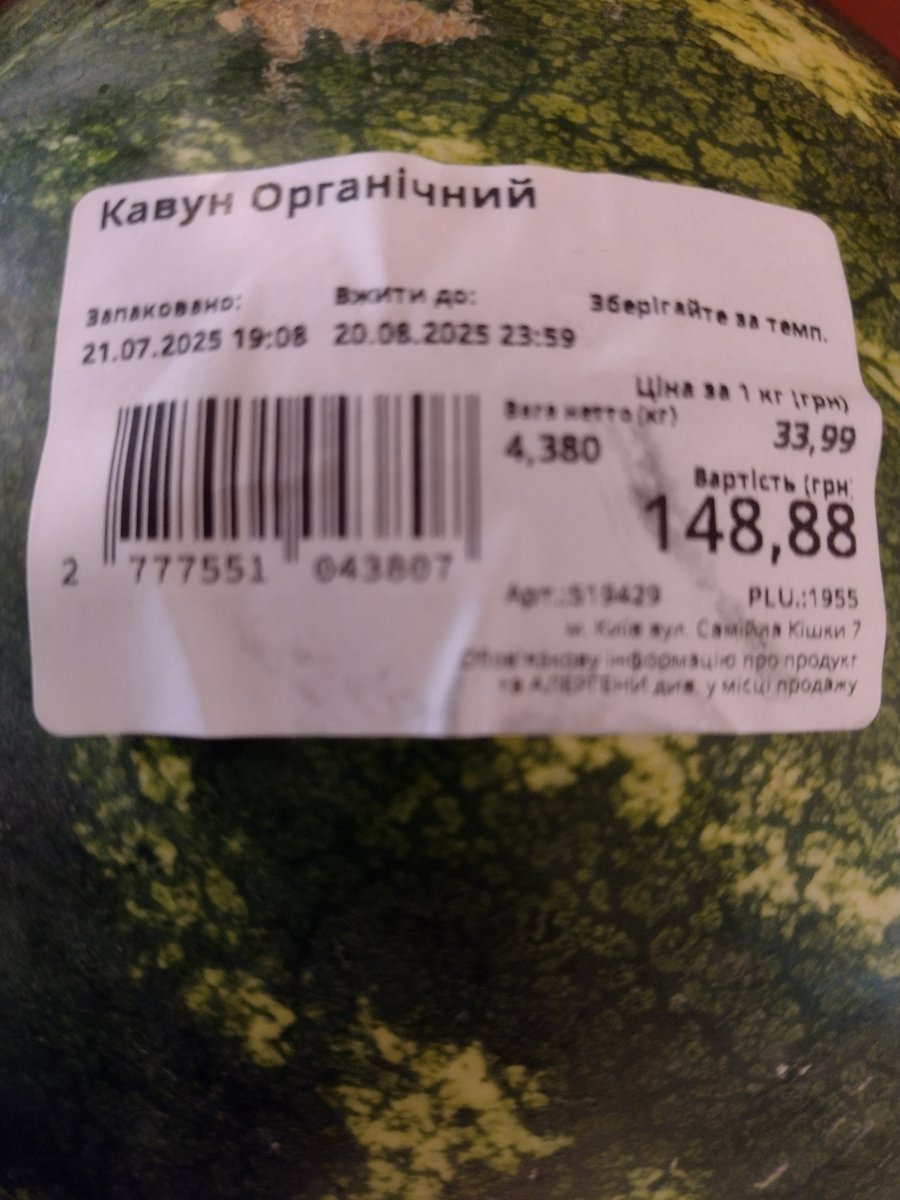 Кавун Органічний
Запаковано: Вжити до: Зберігайте за темп.
21.07.2025 19:08 20.08.2025 23:59
Ціна за 1 кг (грн)
Вага нетто (кг) 33,99
4,380
Вартість (грн
148,88
2 777551 043807
Арт.:519429 PLU.:1955
м. Київ вул. Самійла Кішки 7
Обов'язкову інформацію про продукт
та АЛЕРГЕНИ див. у місці продажу